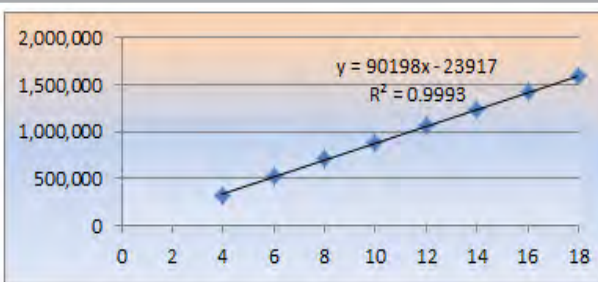 2,000,000
y = 90198x - 23917
1,500,000
R² = 0.9993
1,000,000
500,000
0
0 2 4 6 8 10 12 14 16 18